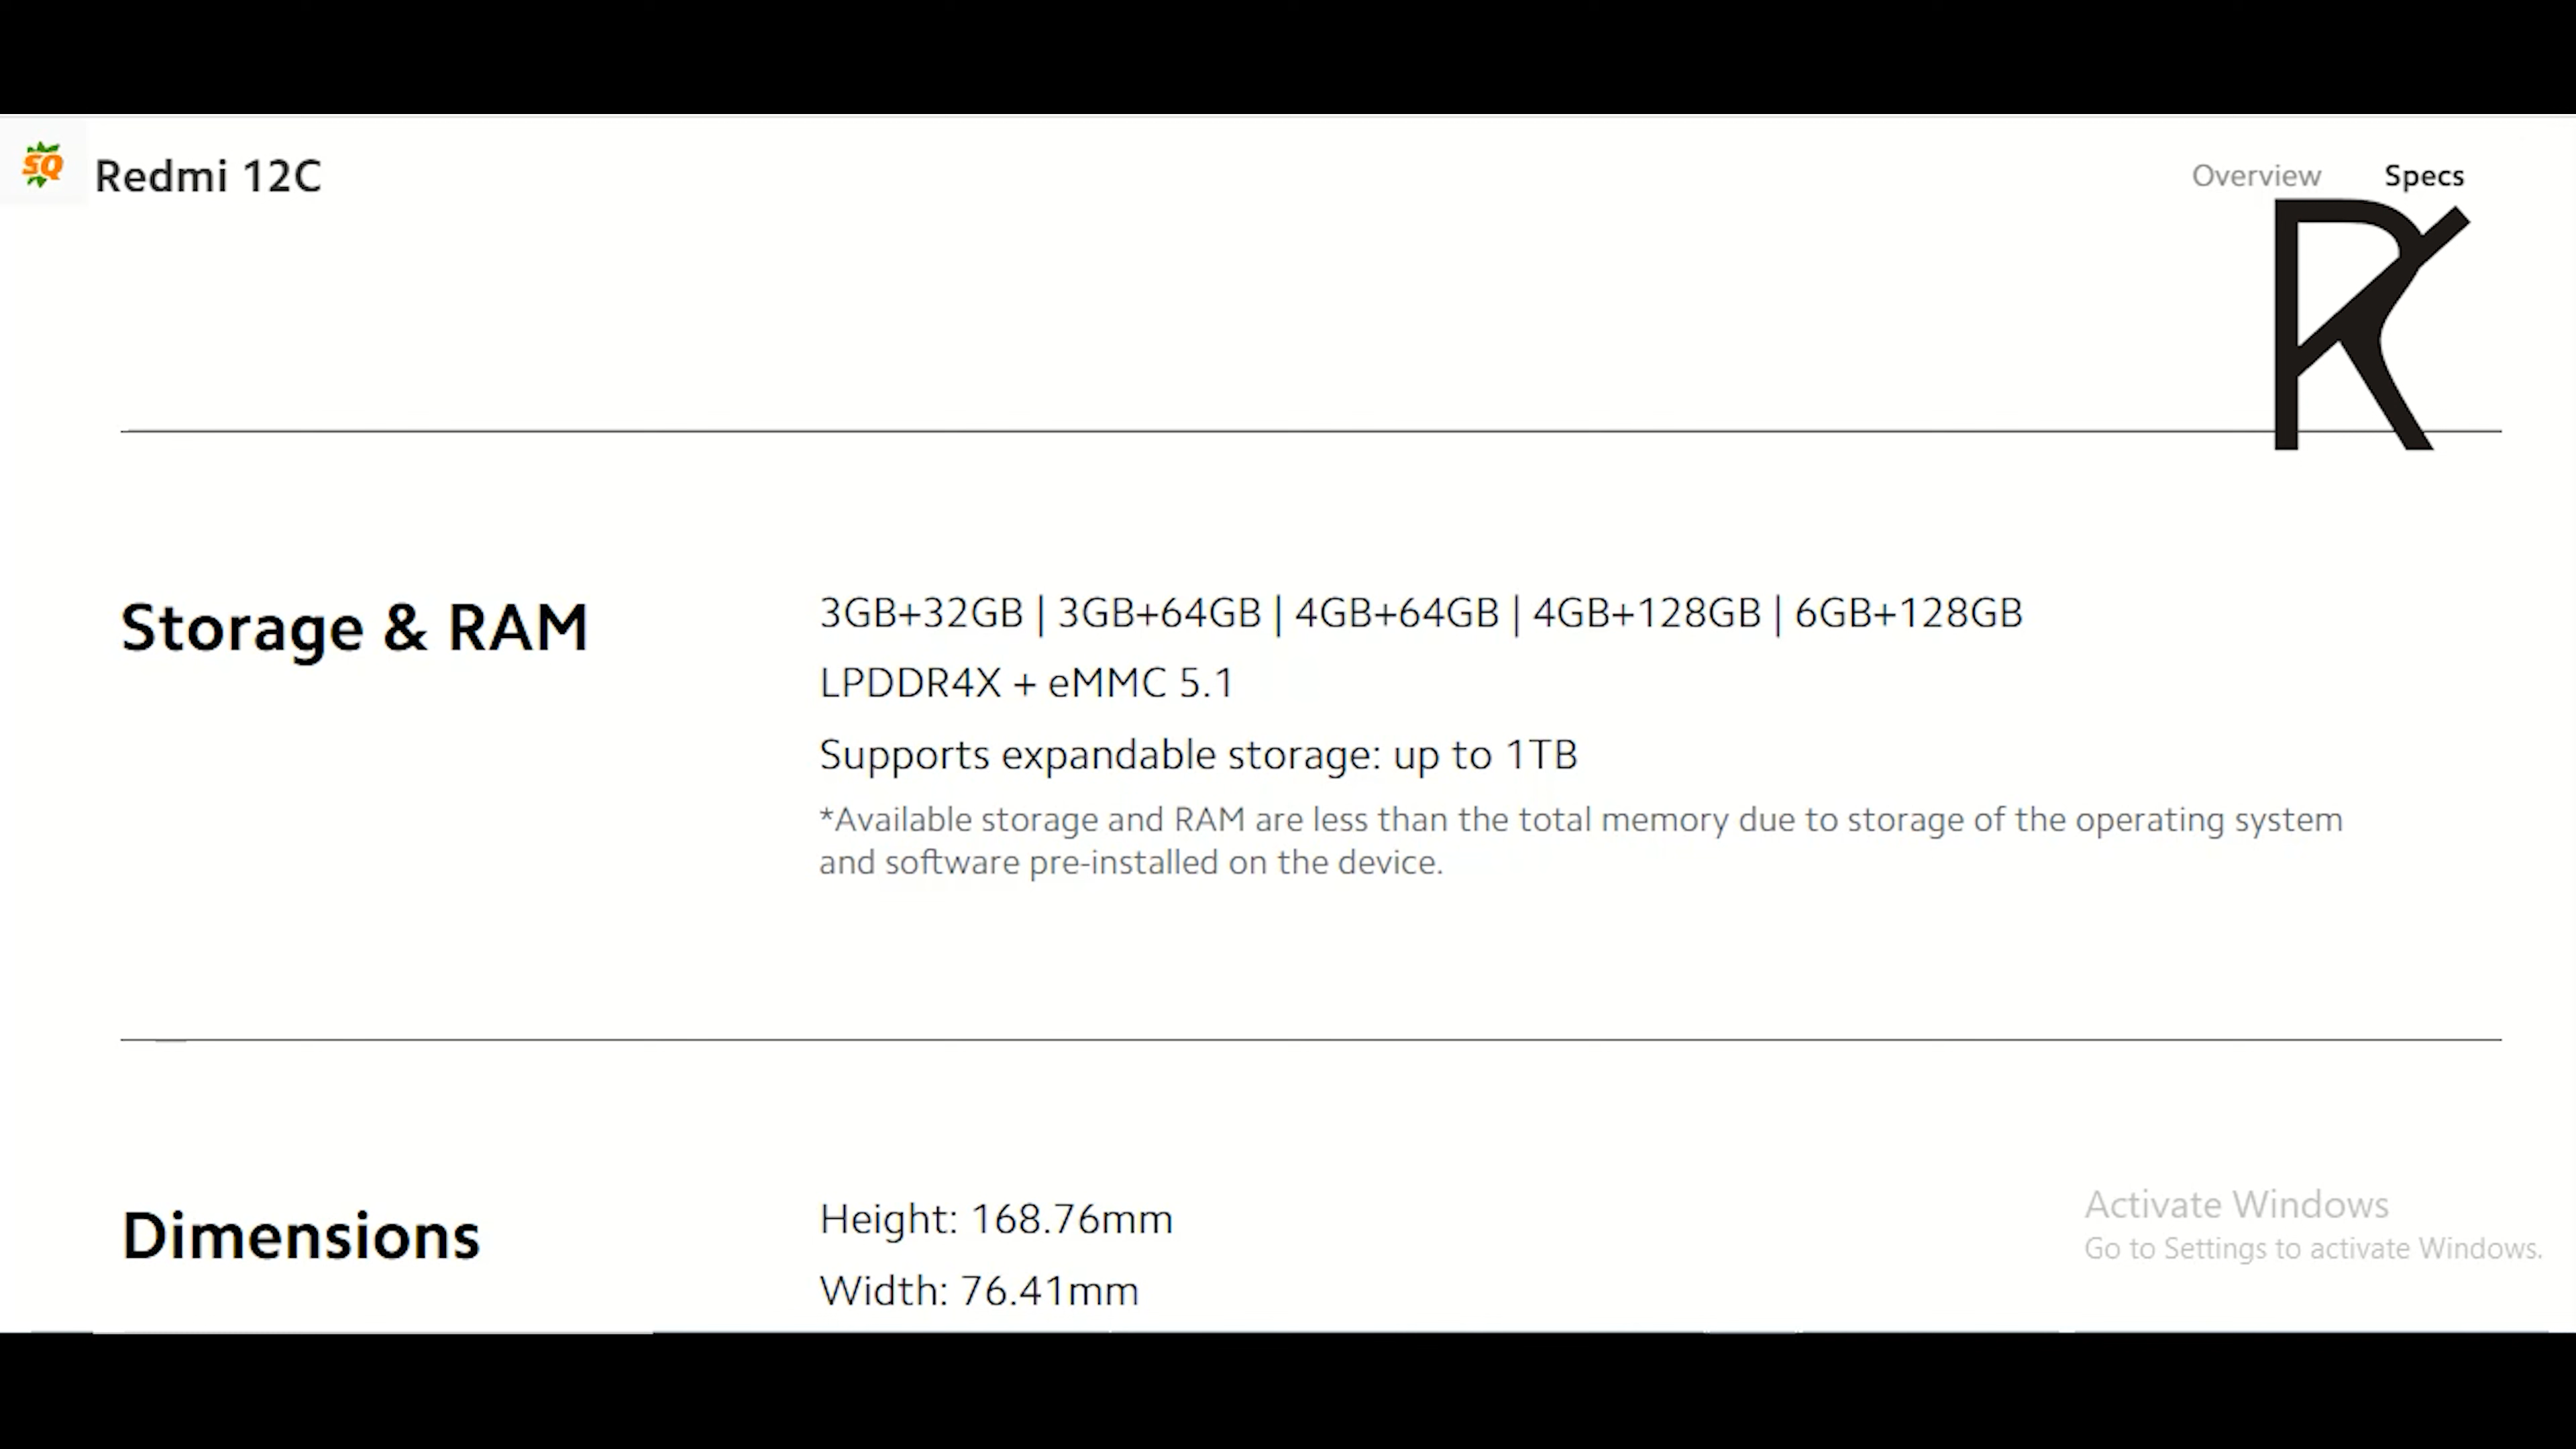 SQ
Redmi 12C
Overview Specs
Storage & RAM
3GB+32GB | 3GB+64GB | 4GB+64GB | 4GB+128GB | 6GB+128GB
LPDDR4X + eMMC 5.1
Supports expandable storage: up to 1TB
*Available storage and RAM are less than the total memory due to storage of the operating system
and software pre-installed on the device.
Dimensions
Height: 168.76mm
Width: 76.41mm
Activate Windows
Go to Settings to activate Windows.